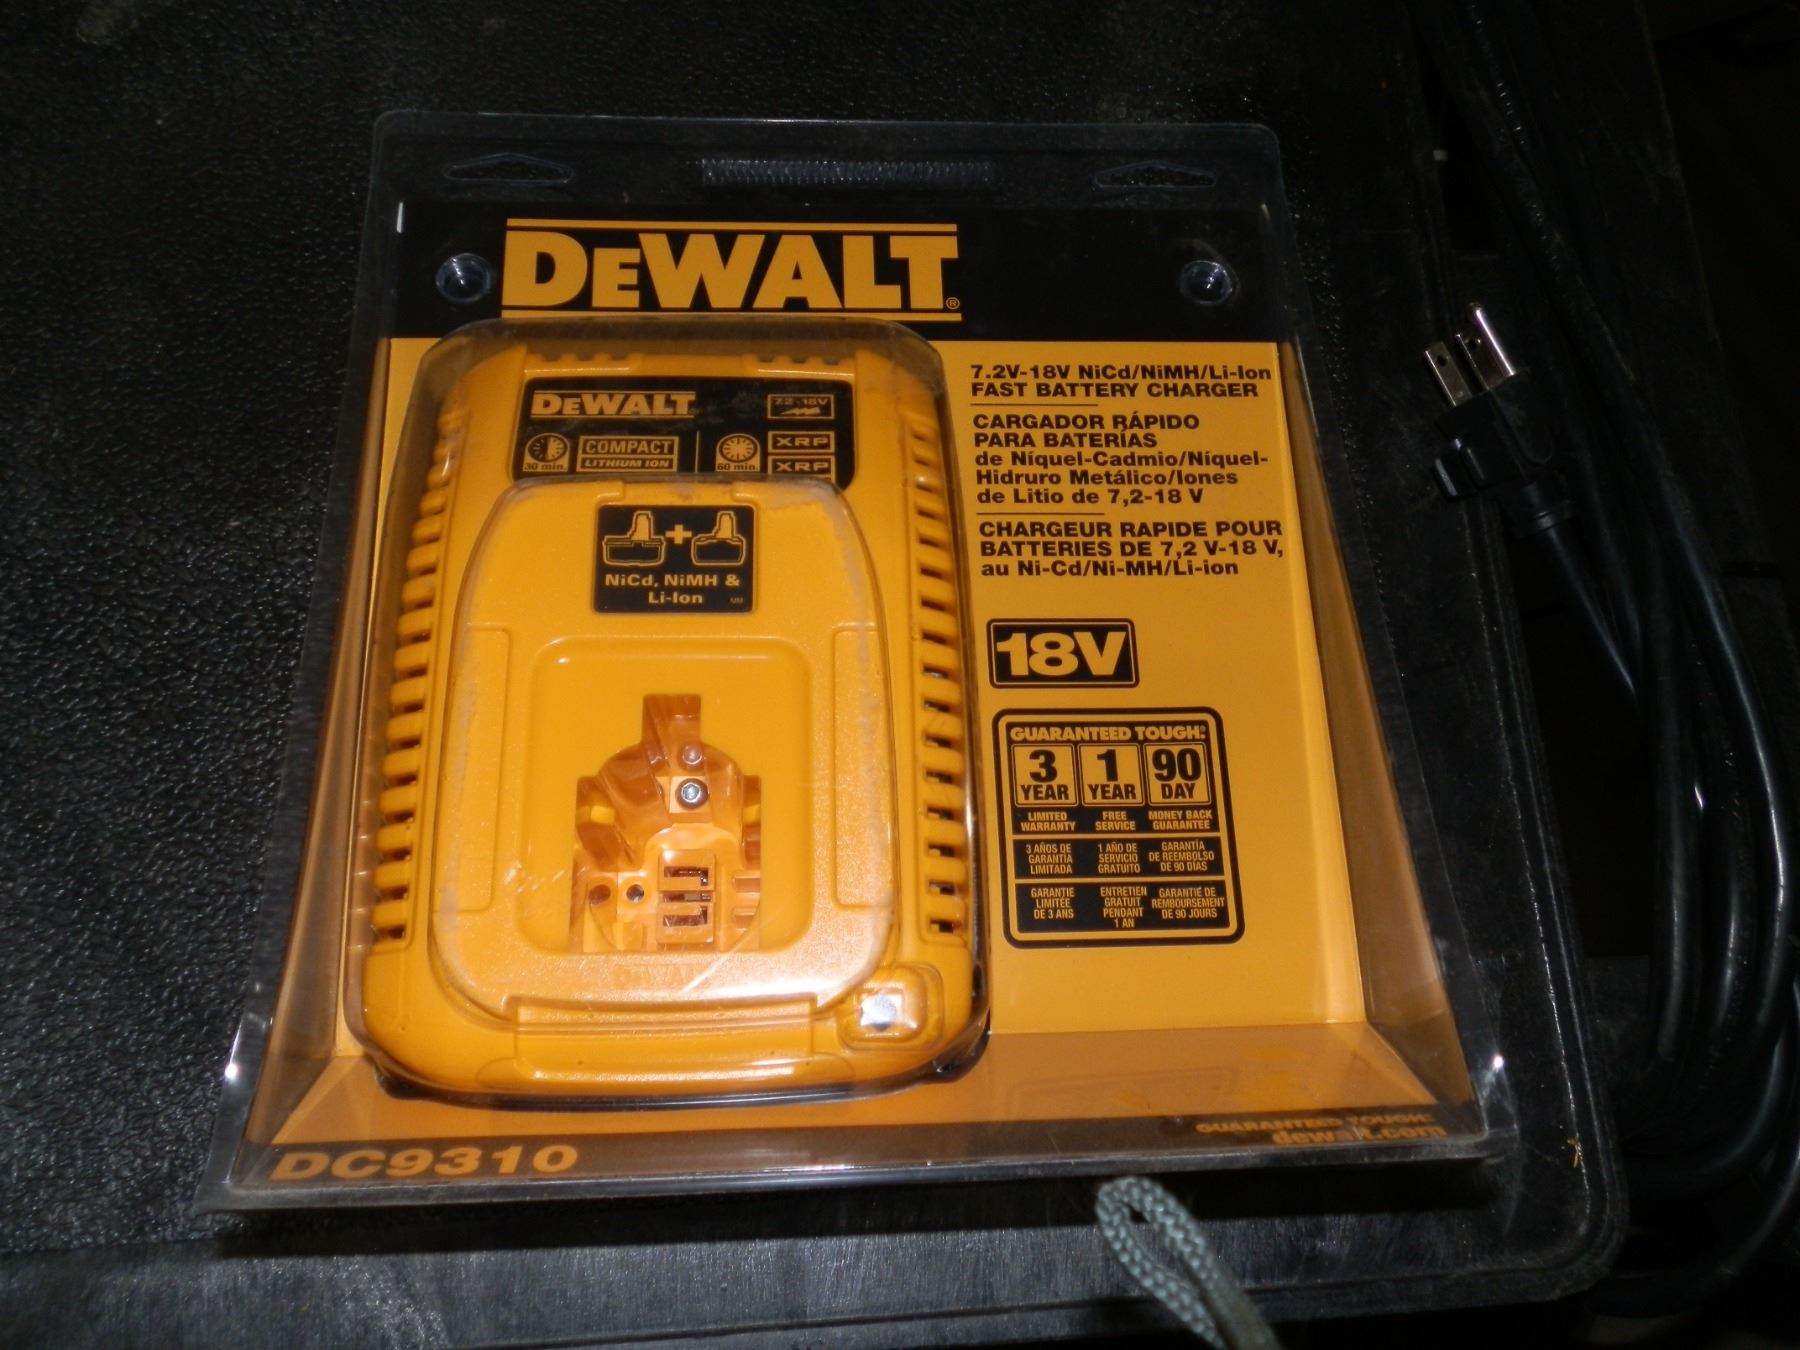 DEWALT®
DEWALT
7.2-18V
30 min.
COMPACT
LITHIUM ION
60 min.
XRP
XRP
NiCd, NiMH &
Li-Ion
7.2V-18V NiCd/NiMH/Li-Ion
FAST BATTERY CHARGER
CARGADOR RÁPIDO
PARA BATERÍAS
de Níquel-Cadmio/Níquel-
Hidruro Metálico/Iones
de Litio de 7,2-18 V
CHARGEUR RAPIDE POUR
BATTERIES DE 7,2 V-18 V,
au Ni-Cd/Ni-MH/Li-ion
18V
GUARANTEED TOUGH.®
3 YEAR
LIMITED
WARRANTY
1 YEAR
FREE
SERVICE
90 DAY
MONEY BACK
GUARANTEE
3 AÑOS DE
GARANTÍA
LIMITADA
1 AÑO DE
SERVICIO
GRATUITO
GARANTÍA
DE REEMBOLSO
DE 90 DÍAS
GARANTIE
LIMITÉE
DE 3 ANS
ENTRETIEN
GRATUIT
PENDANT
1 AN
GARANTIE DE
REMBOURSEMENT
DE 90 JOURS
DEWALT
DC9310
GUARANTEED TOUGH.®
dewalt.com